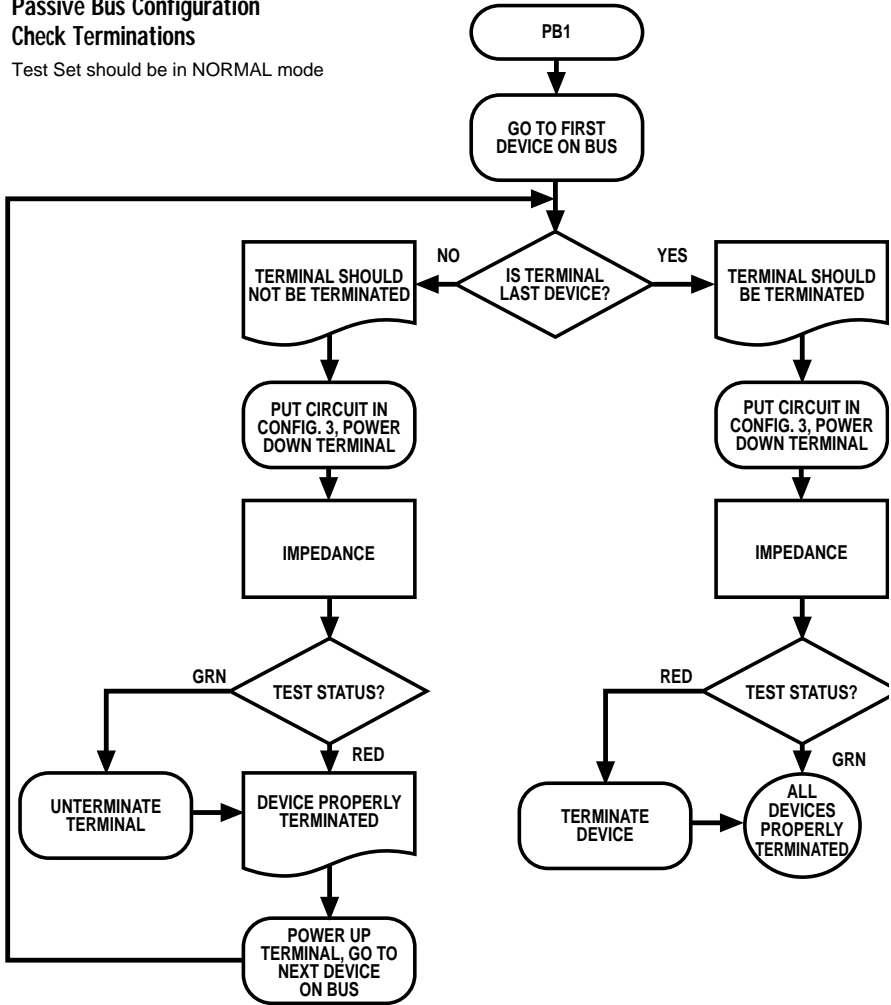 Passive Bus Configuration
Check Terminations
Test Set should be in NORMAL mode
PB1
GO TO FIRST
DEVICE ON BUS
NO
IS TERMINAL
LAST DEVICE?
YES
TERMINAL SHOULD
NOT BE TERMINATED
TERMINAL SHOULD
BE TERMINATED
PUT CIRCUIT IN
CONFIG. 3, POWER
DOWN TERMINAL
PUT CIRCUIT IN
CONFIG. 3, POWER
DOWN TERMINAL
IMPEDANCE
IMPEDANCE
GRN
TEST STATUS?
RED
RED
TEST STATUS?
GRN
UNTERMINATE
TERMINAL
DEVICE PROPERLY
TERMINATED
TERMINATE
DEVICE
ALL
DEVICES
PROPERLY
TERMINATED
POWER UP
TERMINAL, GO TO
NEXT DEVICE
ON BUS